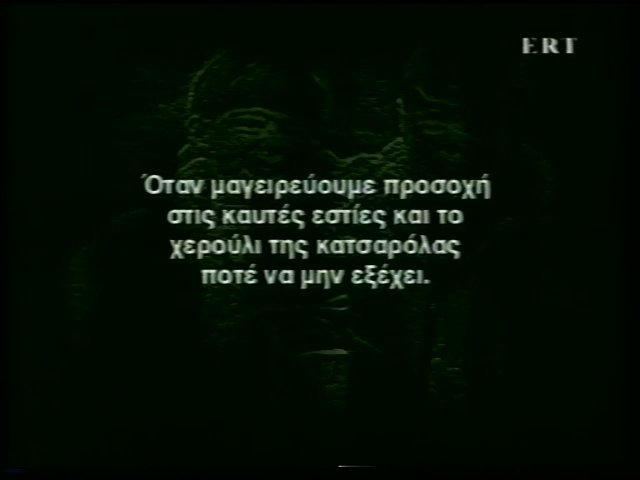 ERT
Όταν μαγειρεύουμε προσοχή
στις καυτές εστίες και το
χερούλι της κατσαρόλας
ποτέ να μην εξέχει.